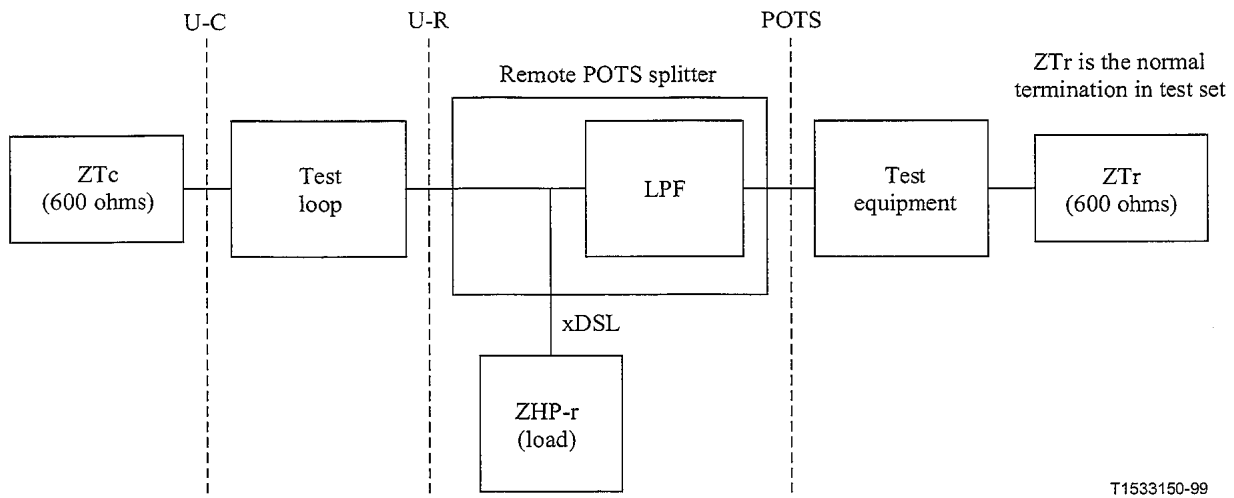 U-C
U-R
POTS
Remote POTS splitter
ZTr is the normal
termination in test set
ZTc
(600 ohms)
Test
loop
LPF
Test
equipment
ZTr
(600 ohms)
xDSL
ZHP-r
(load)
T1533150-99